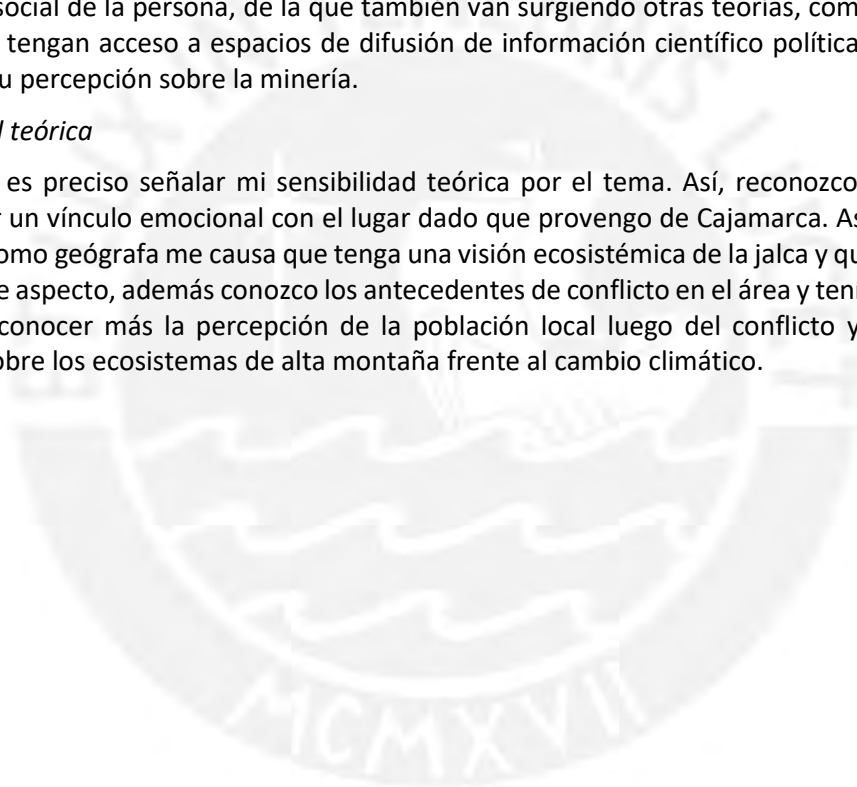 social de la persona, de la que también van surgiendo otras teorías, com
tengan acceso a espacios de difusión de información científico política
u percepción sobre la minería.
l teórica
es preciso señalar mi sensibilidad teórica por el tema. Así, reconozco
r un vínculo emocional con el lugar dado que provengo de Cajamarca. As
omo geógrafa me causa que tenga una visión ecosistémica de la jalca y qu
e aspecto, además conozco los antecedentes de conflicto en el área y tení
conocer más la percepción de la población local luego del conflicto y
obre los ecosistemas de alta montaña frente al cambio climático.
MCMXVII